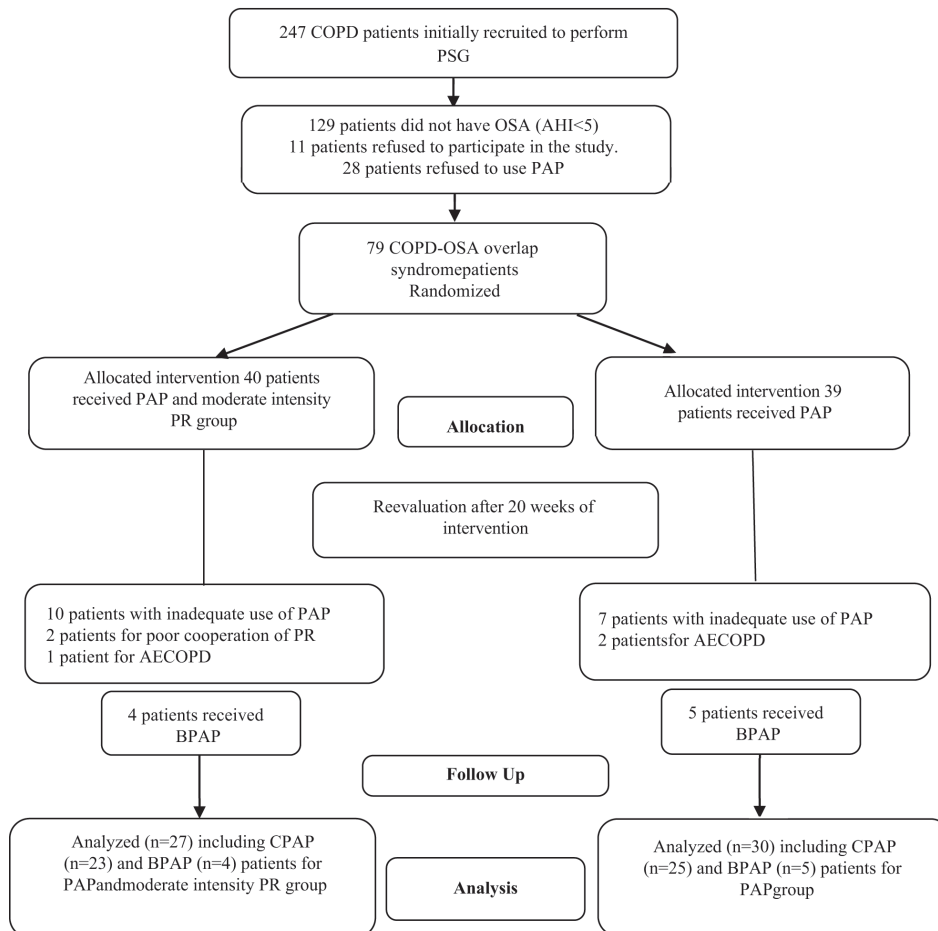 247 COPD patients initially recruited to perform
PSG
129 patients did not have OSA (AHI<5)
11 patients refused to participate in the study.
28 patients refused to use PAP
79 COPD-OSA overlap
syndromepatients
Randomized
Allocated intervention 40 patients
received PAP and moderate intensity
PR group
Allocated intervention 39
patients received PAP
Allocation
Reevaluation after 20 weeks of
intervention
10 patients with inadequate use of PAP
2 patients for poor cooperation of PR
1 patient for AECOPD
7 patients with inadequate use of PAP
2 patientsfor AECOPD
4 patients received
BPAP
5 patients received
BPAP
Follow Up
Analyzed (n=27) including CPAP
(n=23) and BPAP (n=4) patients for
PAPandmoderate intensity PR group
Analyzed (n=30) including CPAP
(n=25) and BPAP (n=5) patients for
PAPgroup
Analysis